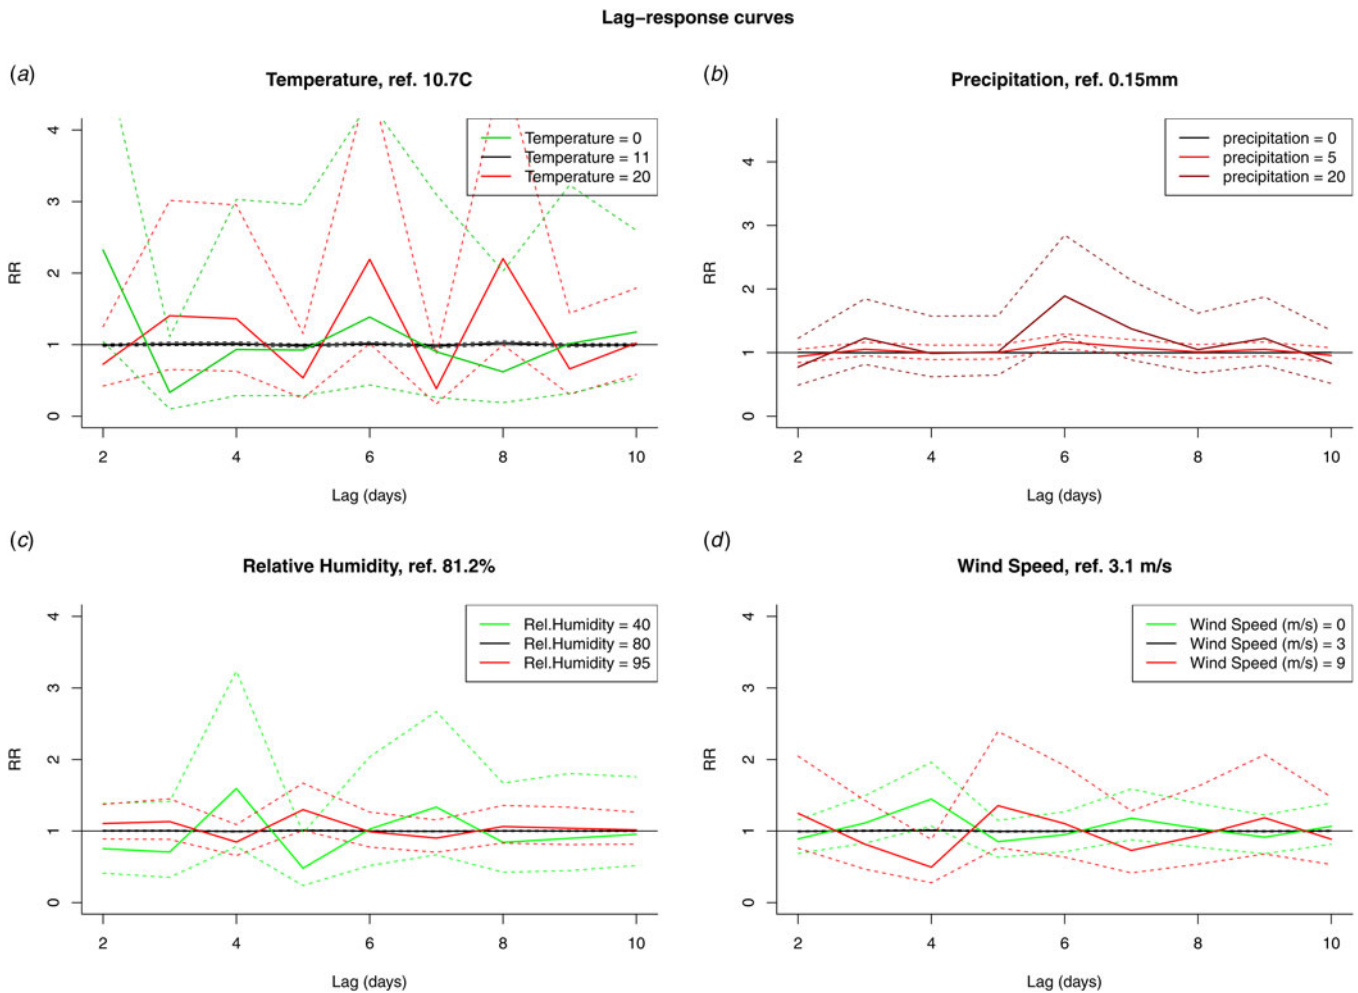 Lag−response curves
(a)
Temperature, ref. 10.7C
RR
4
3
2
1
0
Temperature = 0
Temperature = 11
Temperature = 20
2 4 6 8 10
Lag (days)
(b)
Precipitation, ref. 0.15mm
RR
4
3
2
1
0
precipitation = 0
precipitation = 5
precipitation = 20
2 4 6 8 10
Lag (days)
(c)
Relative Humidity, ref. 81.2%
RR
4
3
2
1
0
Rel.Humidity = 40
Rel.Humidity = 80
Rel.Humidity = 95
2 4 6 8 10
Lag (days)
(d)
Wind Speed, ref. 3.1 m/s
RR
4
3
2
1
0
Wind Speed (m/s) = 0
Wind Speed (m/s) = 3
Wind Speed (m/s) = 9
2 4 6 8 10
Lag (days)